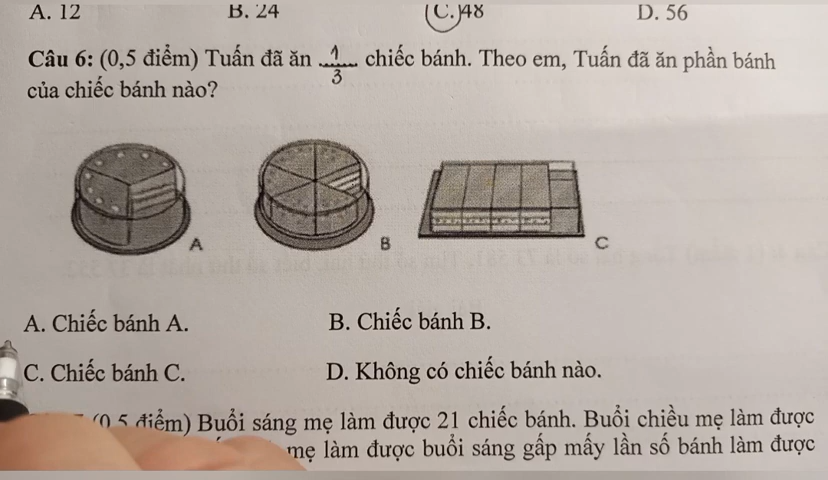 A. 12 B. 24 C. 48 D. 56
Câu 6: (0,5 điểm) Tuấn đã ăn ...1/3... chiếc bánh. Theo em, Tuấn đã ăn phần bánh
của chiếc bánh nào?
A B C
A. Chiếc bánh A. B. Chiếc bánh B.
C. Chiếc bánh C. D. Không có chiếc bánh nào.
(0,5 điểm) Buổi sáng mẹ làm được 21 chiếc bánh. Buổi chiều mẹ làm được
mẹ làm được buổi sáng gấp mấy lần số bánh làm được